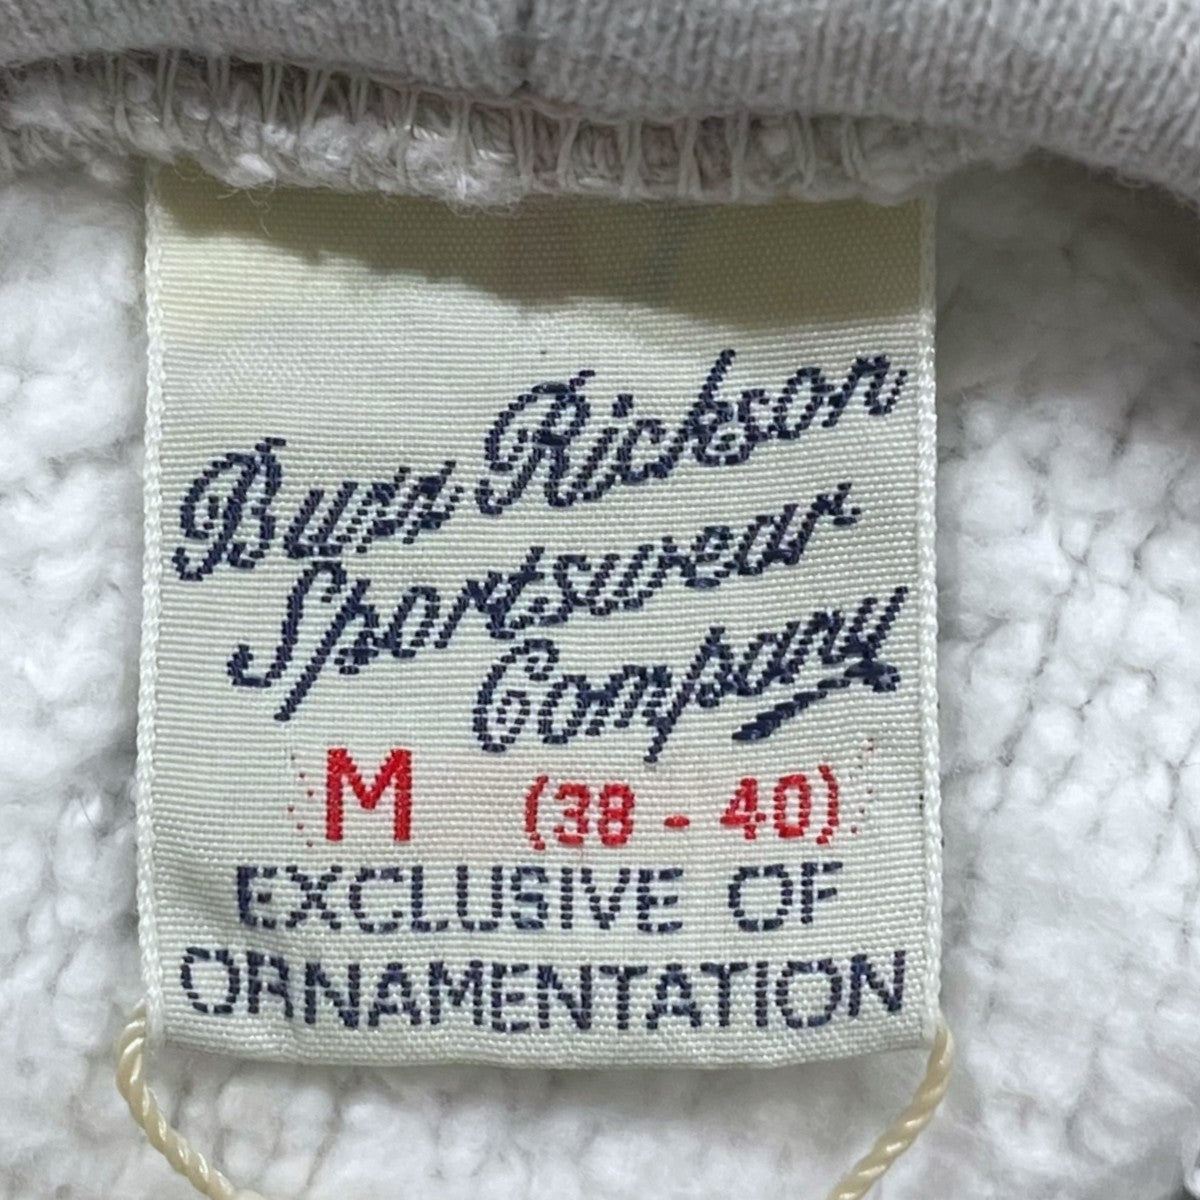 Buzz Rickson
Sportswear
Company
M (38 - 40)
EXCLUSIVE OF
ORNAMENTATION